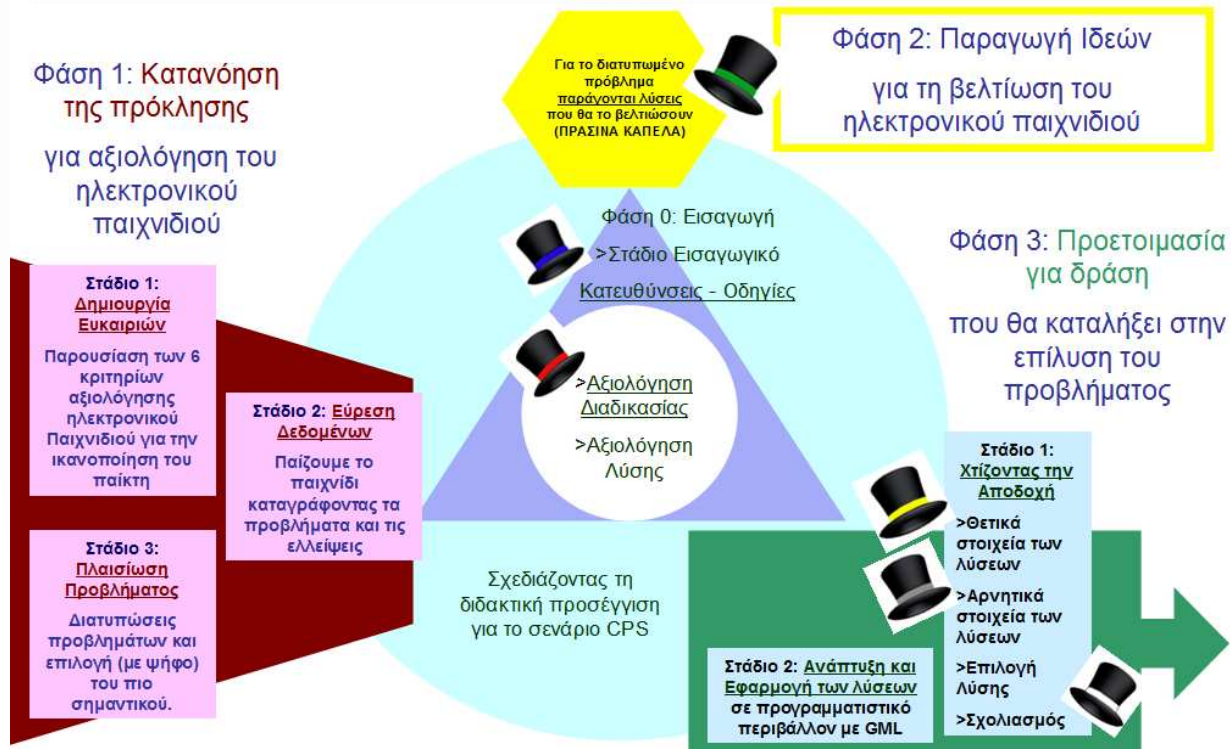 Φάση 1: Κατανόηση
της πρόκλησης
για αξιολόγηση του
ηλεκτρονικού
παιχνιδιού
Στάδιο 1:
Δημιουργία
Ευκαιριών
Παρουσίαση των 6
κριτηρίων
αξιολόγησης
ηλεκτρονικού
Παιχνιδιού για την
ικανοποίηση του
παίκτη
Στάδιο 2: Εύρεση
Δεδομένων
Παίζουμε το
παιχνίδι
καταγράφοντας τα
προβλήματα και τις
ελλείψεις
Στάδιο 3:
Πλαισίωση
Προβλήματος
Διατυπώσεις
προβλημάτων και
επιλογή (με ψήφο)
του πιο
σημαντικού.
Για το διατυπωμένο
πρόβλημα
παράγονται λύσεις
που θα το βελτιώσουν
(ΠΡΑΣΙΝΑ ΚΑΠΕΛΑ)
Φάση 2: Παραγωγή Ιδεών
για τη βελτίωση του
ηλεκτρονικού παιχνιδιού
Φάση 0: Εισαγωγή
>Στάδιο Εισαγωγικό
Κατευθύνσεις - Οδηγίες
>Αξιολόγηση
Διαδικασίας
>Αξιολόγηση
Λύσης
Σχεδιάζοντας τη
διδακτική προσέγγιση
για το σενάριο CPS
Φάση 3: Προετοιμασία
για δράση
που θα καταλήξει στην
επίλυση του
προβλήματος
Στάδιο 1:
Χτίζοντας την
Αποδοχή
>Θετικά
στοιχεία των
λύσεων
>Αρνητικά
στοιχεία των
λύσεων
>Επιλογή
Λύσης
>Σχολιασμός
Στάδιο 2: Ανάπτυξη και
Εφαρμογή των λύσεων
σε προγραμματιστικό
περιβάλλον με GML